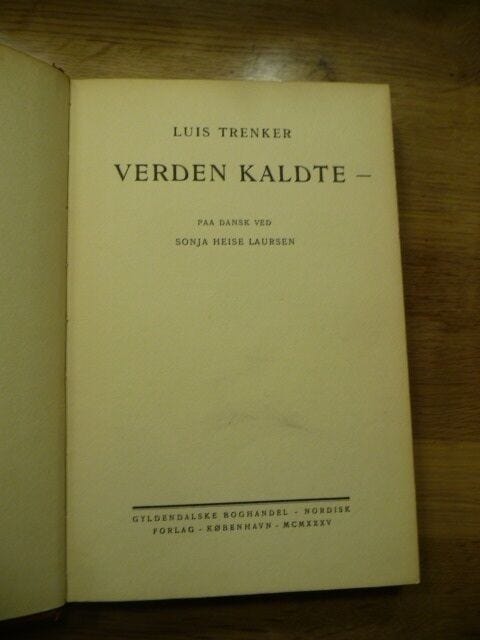 LUIS TRENKER
VERDEN KALDTE –
PAA DANSK VED
SONJA HEISE LAURSEN
GYLDENDALSKE BOGHANDEL - NORDISK
FORLAG - KØBENHAVN - MCMXXXV